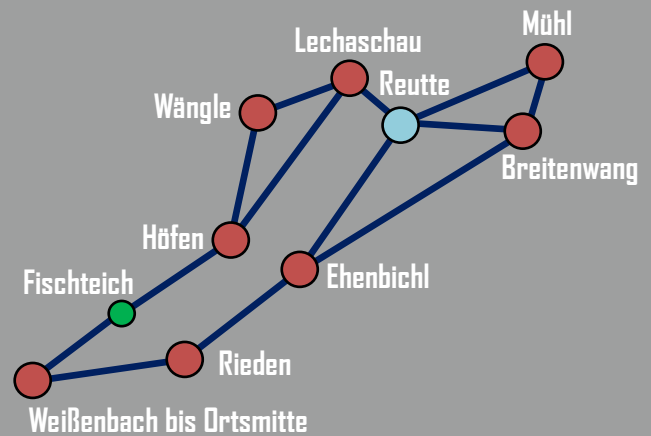 Mühl
Lechaschau
Reutte
Wängle
Breitenwang
Höfen
Ehenbichl
Fischteich
Rieden
Weißenbach bis Ortsmitte